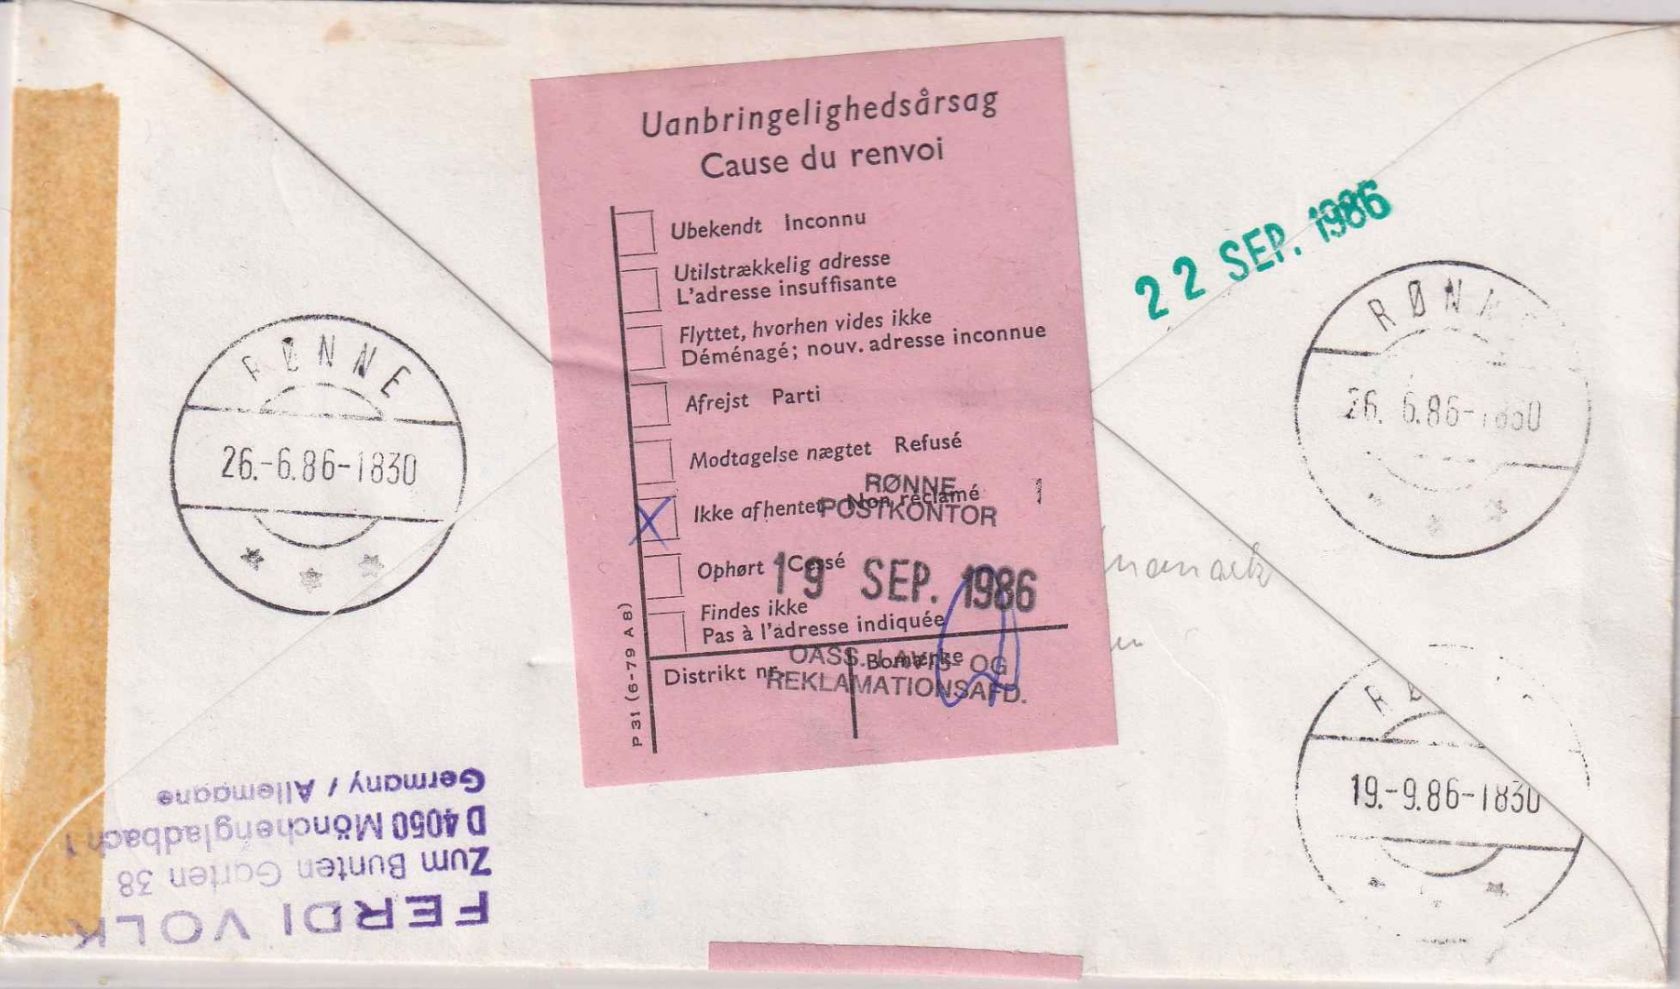 Uanbringelighedsårsag
Cause du renvoi
Ubekendt Inconnu
Utilstrækkelig adresse
L'adresse insuffisante
Flyttet, hvorhen vides ikke
Déménagé; nouv. adresse inconnue
Afrejst Parti
Modtagelse nægtet Refusé
Ikke afhentet Non réclamé
Ophørt Cessé
Findes ikke
Pas à l'adresse indiquée
Distrikt nr.
P 31 (6-79 A 8)
RØNNE
POSTKONTOR
19 SEP. 1986
OG
REKLAMATIONSAFD.
22 SEP. 1986
RØNNE
26.-6.86-1830
RØNNE
26. 6.86-1830
19.-9.86-1830
FERDI VOLK
Zum Bunten Garten 38
D 4050 Mönchengladbach 1
Germany / Allemagne